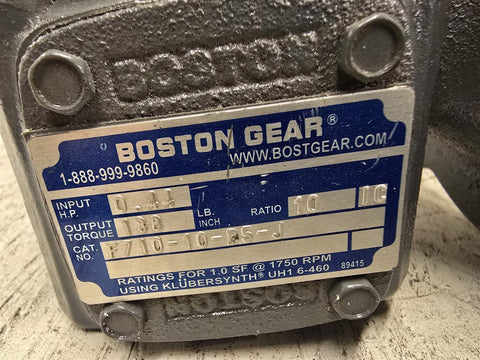 BOSTON
BOSTON GEAR®
1-888-999-9860 WWW.BOSTGEAR.COM
INPUT H.P. 0.44 RATIO 10
OUTPUT TORQUE 138 LB. INCH
CAT. NO. F710-10-B5-J
RATINGS FOR 1.0 SF @ 1750 RPM
USING KLÜBERSYNTH® UH1 6-460 89415